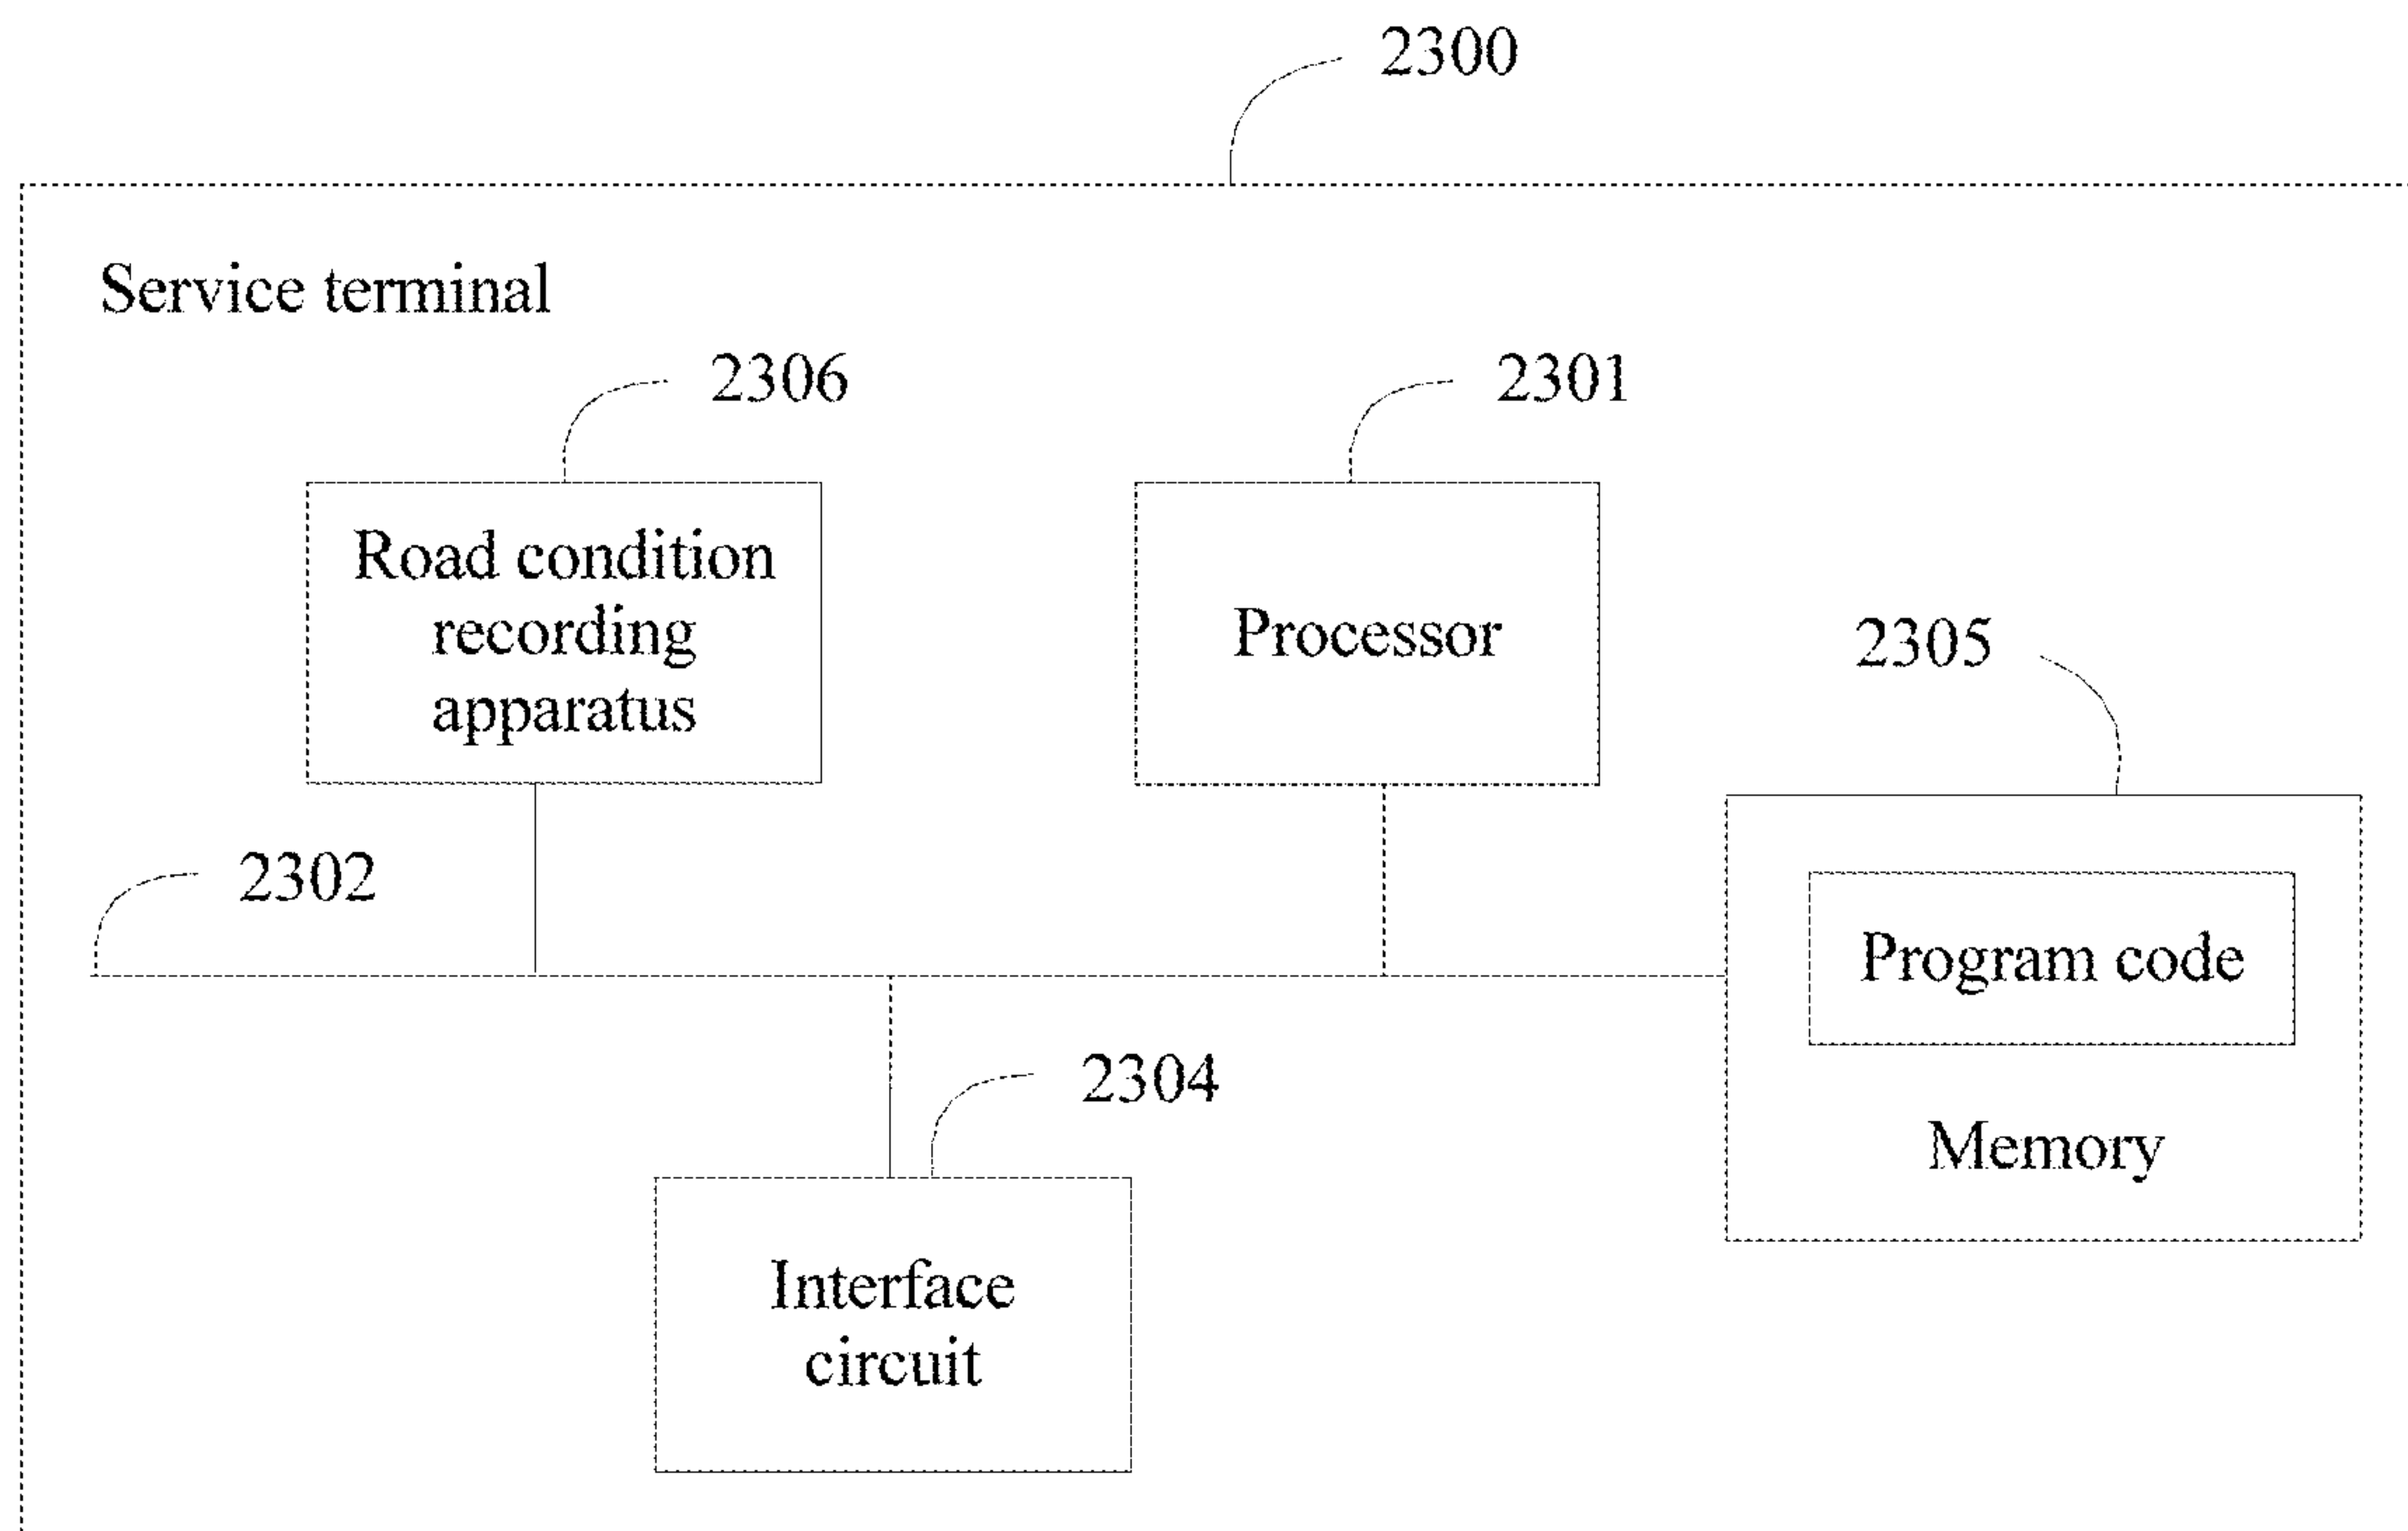 2300
Service terminal
2306
2301
Road condition
recording
apparatus
Processor
2305
2302
Program code
2304
Memory
Interface
circuit